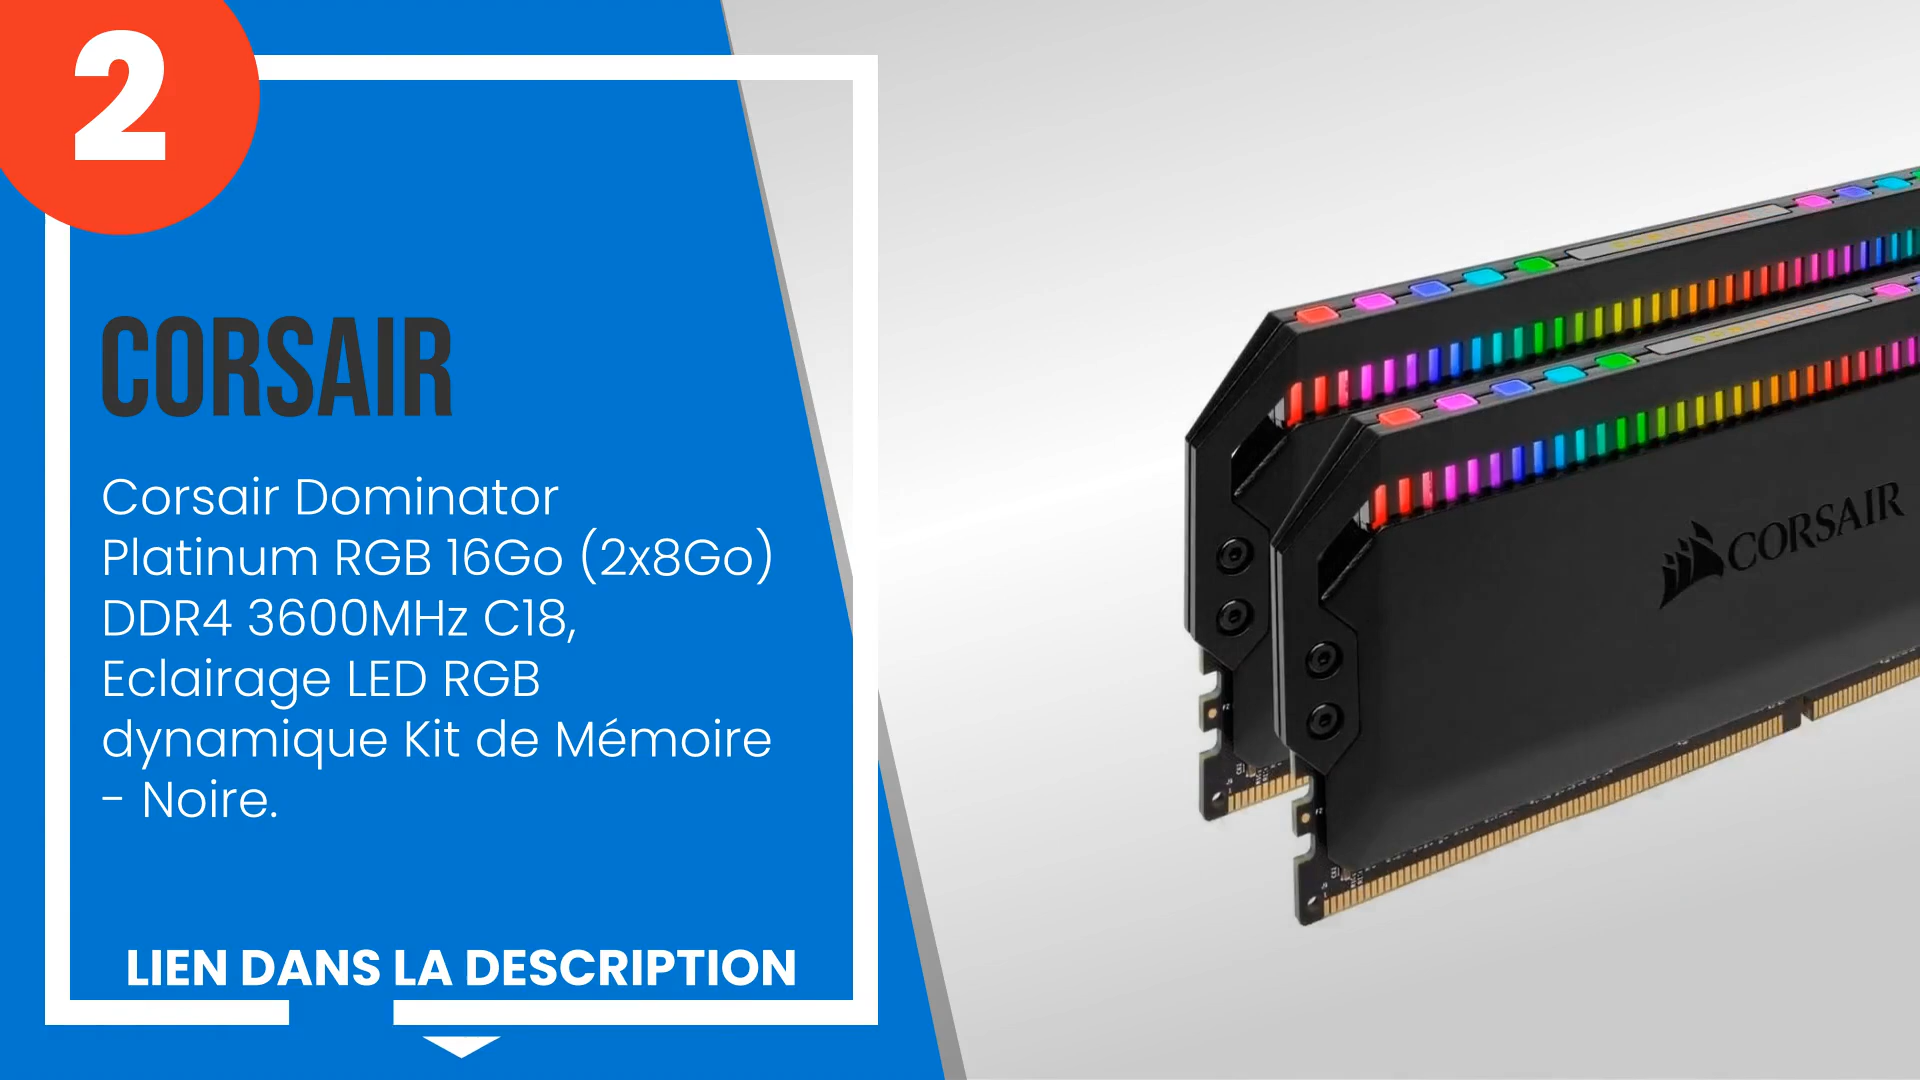 2
CORSAIR
Corsair Dominator
Platinum RGB 16Go (2x8Go)
DDR4 3600MHz C18,
Eclairage LED RGB
dynamique Kit de Mémoire
- Noire.
LIEN DANS LA DESCRIPTION
CORSAIR